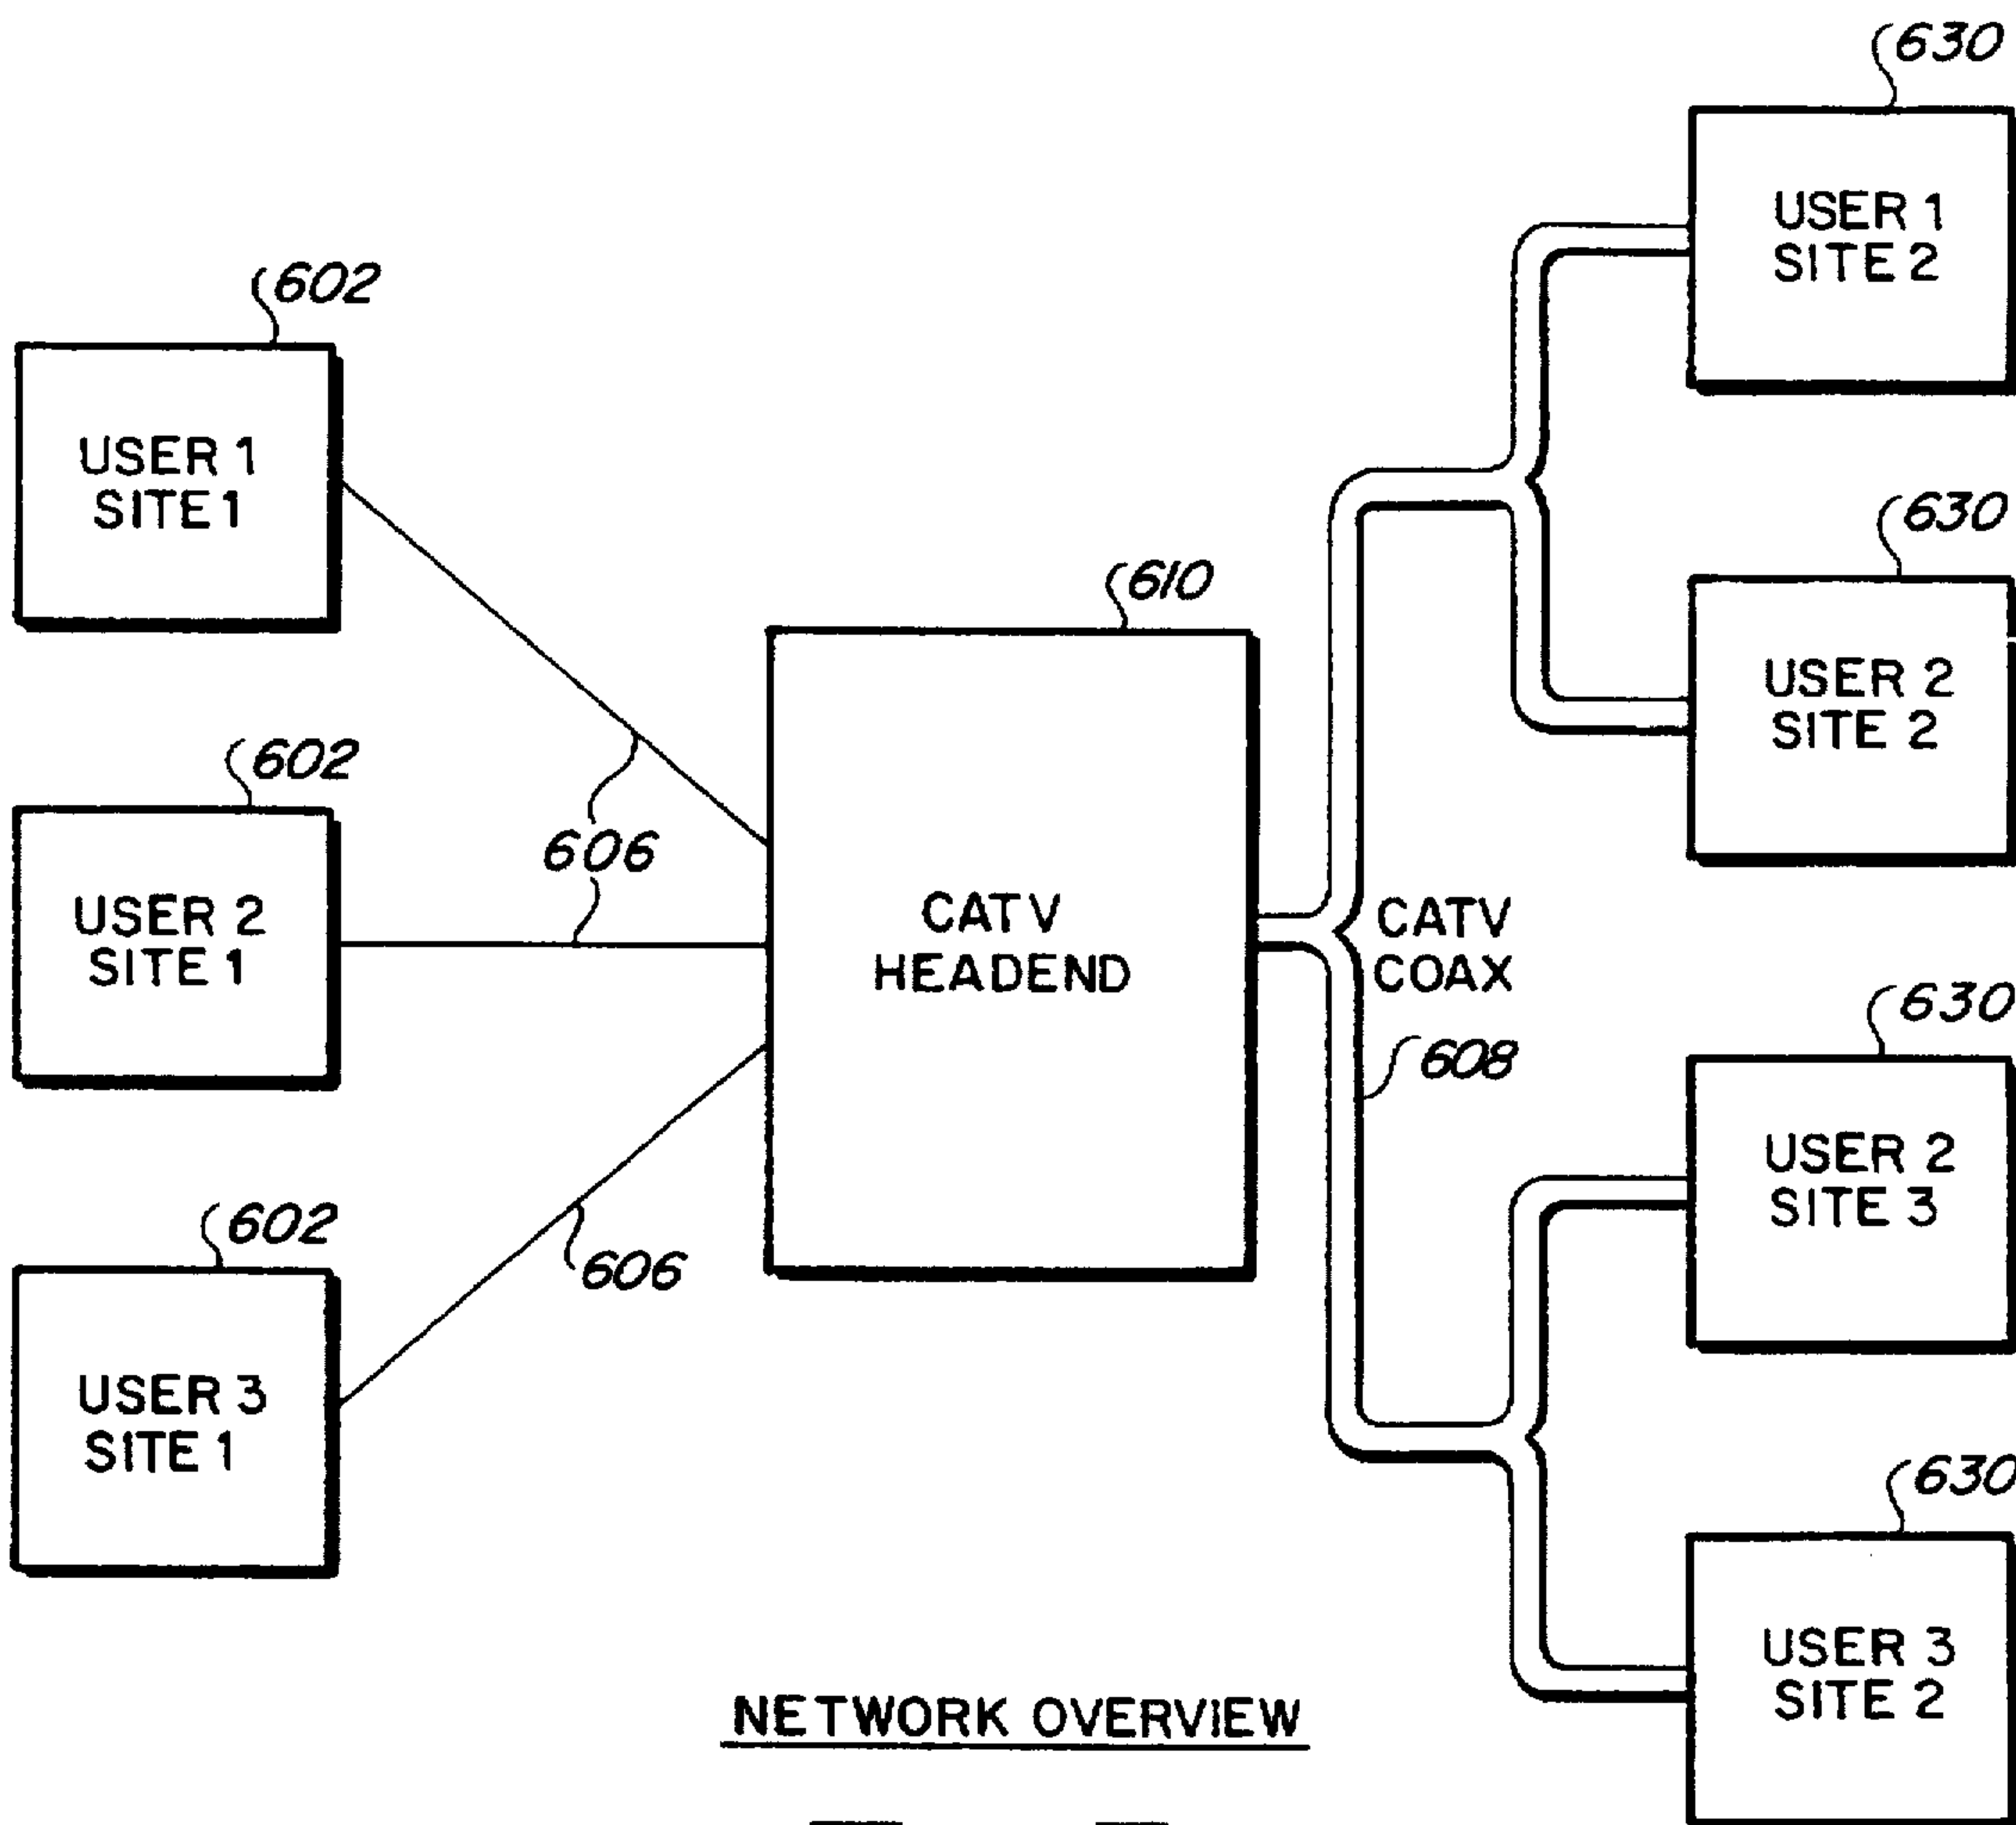 630
USER 1
SITE 2
602
USER 1
SITE 1
630
USER 2
SITE 2
610
602
606
USER 2
SITE 1
CATV
HEADEND
CATV
COAX
608
630
USER 2
SITE 3
602
606
USER 3
SITE 1
630
USER 3
SITE 2
NETWORK OVERVIEW